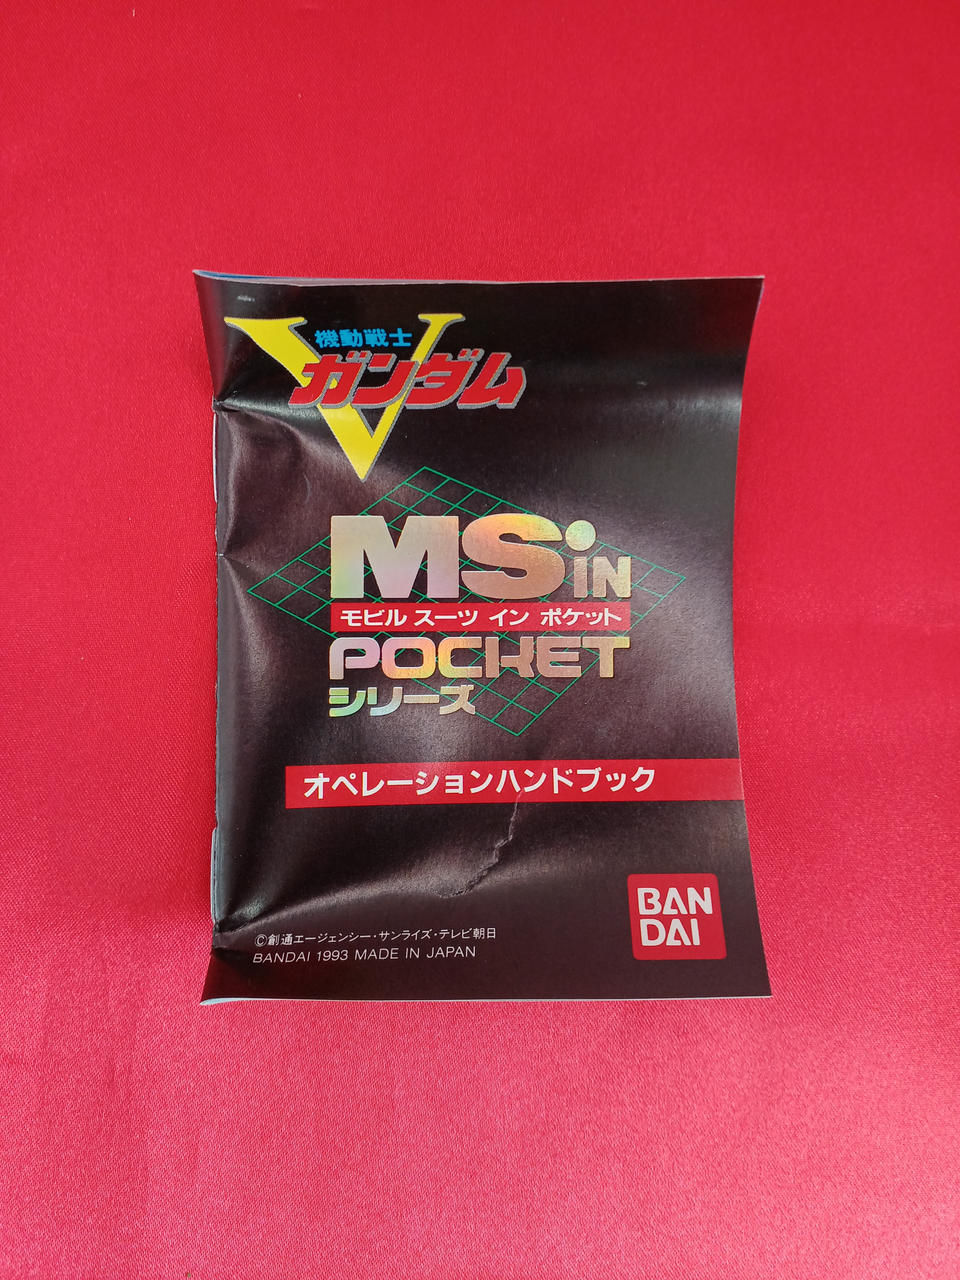 機動戦士
Vガンダム
MS iN
モビル スーツ イン ポケット
POCKET
シリーズ
オペレーションハンドブック
BAN
DAI
©創通エージェンシー・サンライズ・テレビ朝日
BANDAI 1993 MADE IN JAPAN